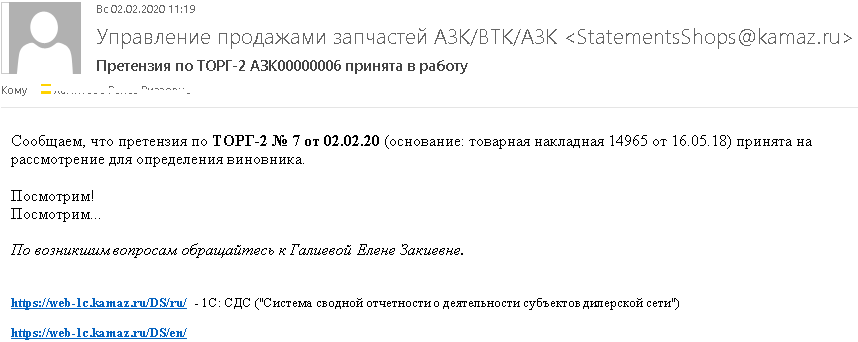 Вс 02.02.2020 11:19
Управление продажами запчастей АЗК/ВТК/АЗК <StatementsShops@kamaz.ru>
Претензия по ТОРГ-2 АЗК00000006 принята в работу
Кому
Сообщаем, что претензия по ТОРГ-2 № 7 от 02.02.20 (основание: товарная накладная 14965 от 16.05.18) принята на
рассмотрение для определения виновника.
Посмотрим!
Посмотрим...
По возникшим вопросам обращайтесь к Галиевой Елене Закиевне.
https://web-1c.kamaz.ru/DS/ru/ - 1С: СДС ("Система сводной отчетности о деятельности субъектов дилерской сети")
https://web-1c.kamaz.ru/DS/en/